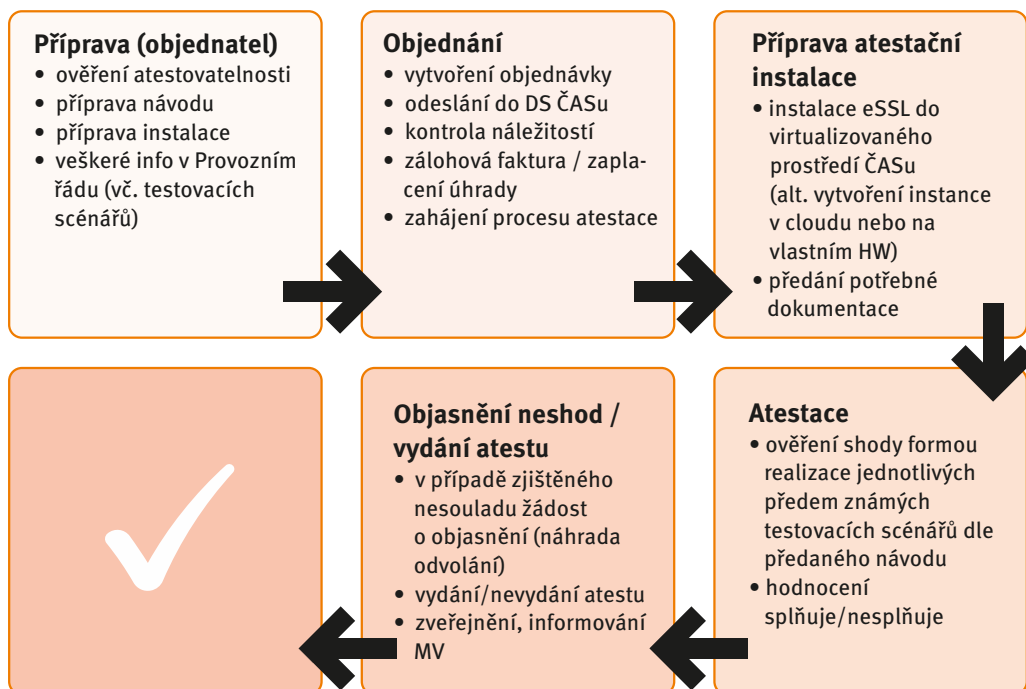 Příprava (objednatel)
• ověření atestovatelnosti
• příprava návodu
• příprava instalace
• veškeré info v Provozním
řádu (vč. testovacích
scénářů)
Objednání
• vytvoření objednávky
• odeslání do DS ČASu
• kontrola náležitostí
• zálohová faktura / zapla-
cení úhrady
• zahájení procesu atestace
Příprava atestační
instalace
• instalace eSSL do
virtualizovaného
prostředí ČASu
(alt. vytvoření instance
v cloudu nebo na
vlastním HW)
• předání potřebné
dokumentace
Atestace
• ověření shody formou
realizace jednotlivých
předem známých
testovacích scénářů dle
předaného návodu
• hodnocení
splňuje/nesplňuje
Objasnění neshod /
vydání atestu
• v případě zjištěného
nesouladu žádost
o objasnění (náhrada
odvolání)
• vydání/nevydání atestu
• zveřejnění, informování
MV